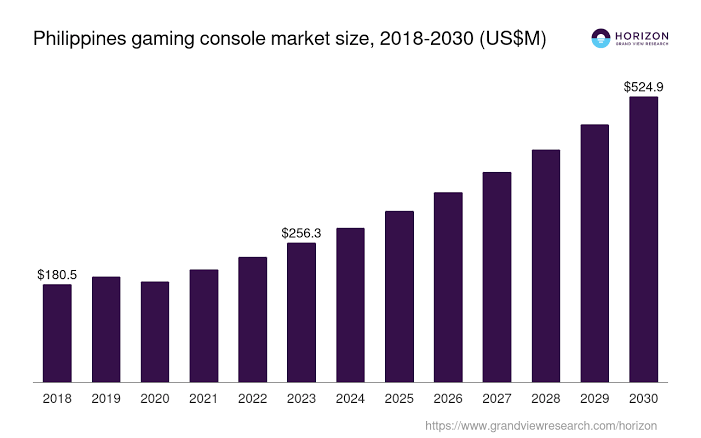 Philippines gaming console market size, 2018-2030 (US$M)
HORIZON
GRAND VIEW RESEARCH
$524.9
$256.3
$180.5
2018 2019 2020 2021 2022 2023 2024 2025 2026 2027 2028 2029 2030
https://www.grandviewresearch.com/horizon